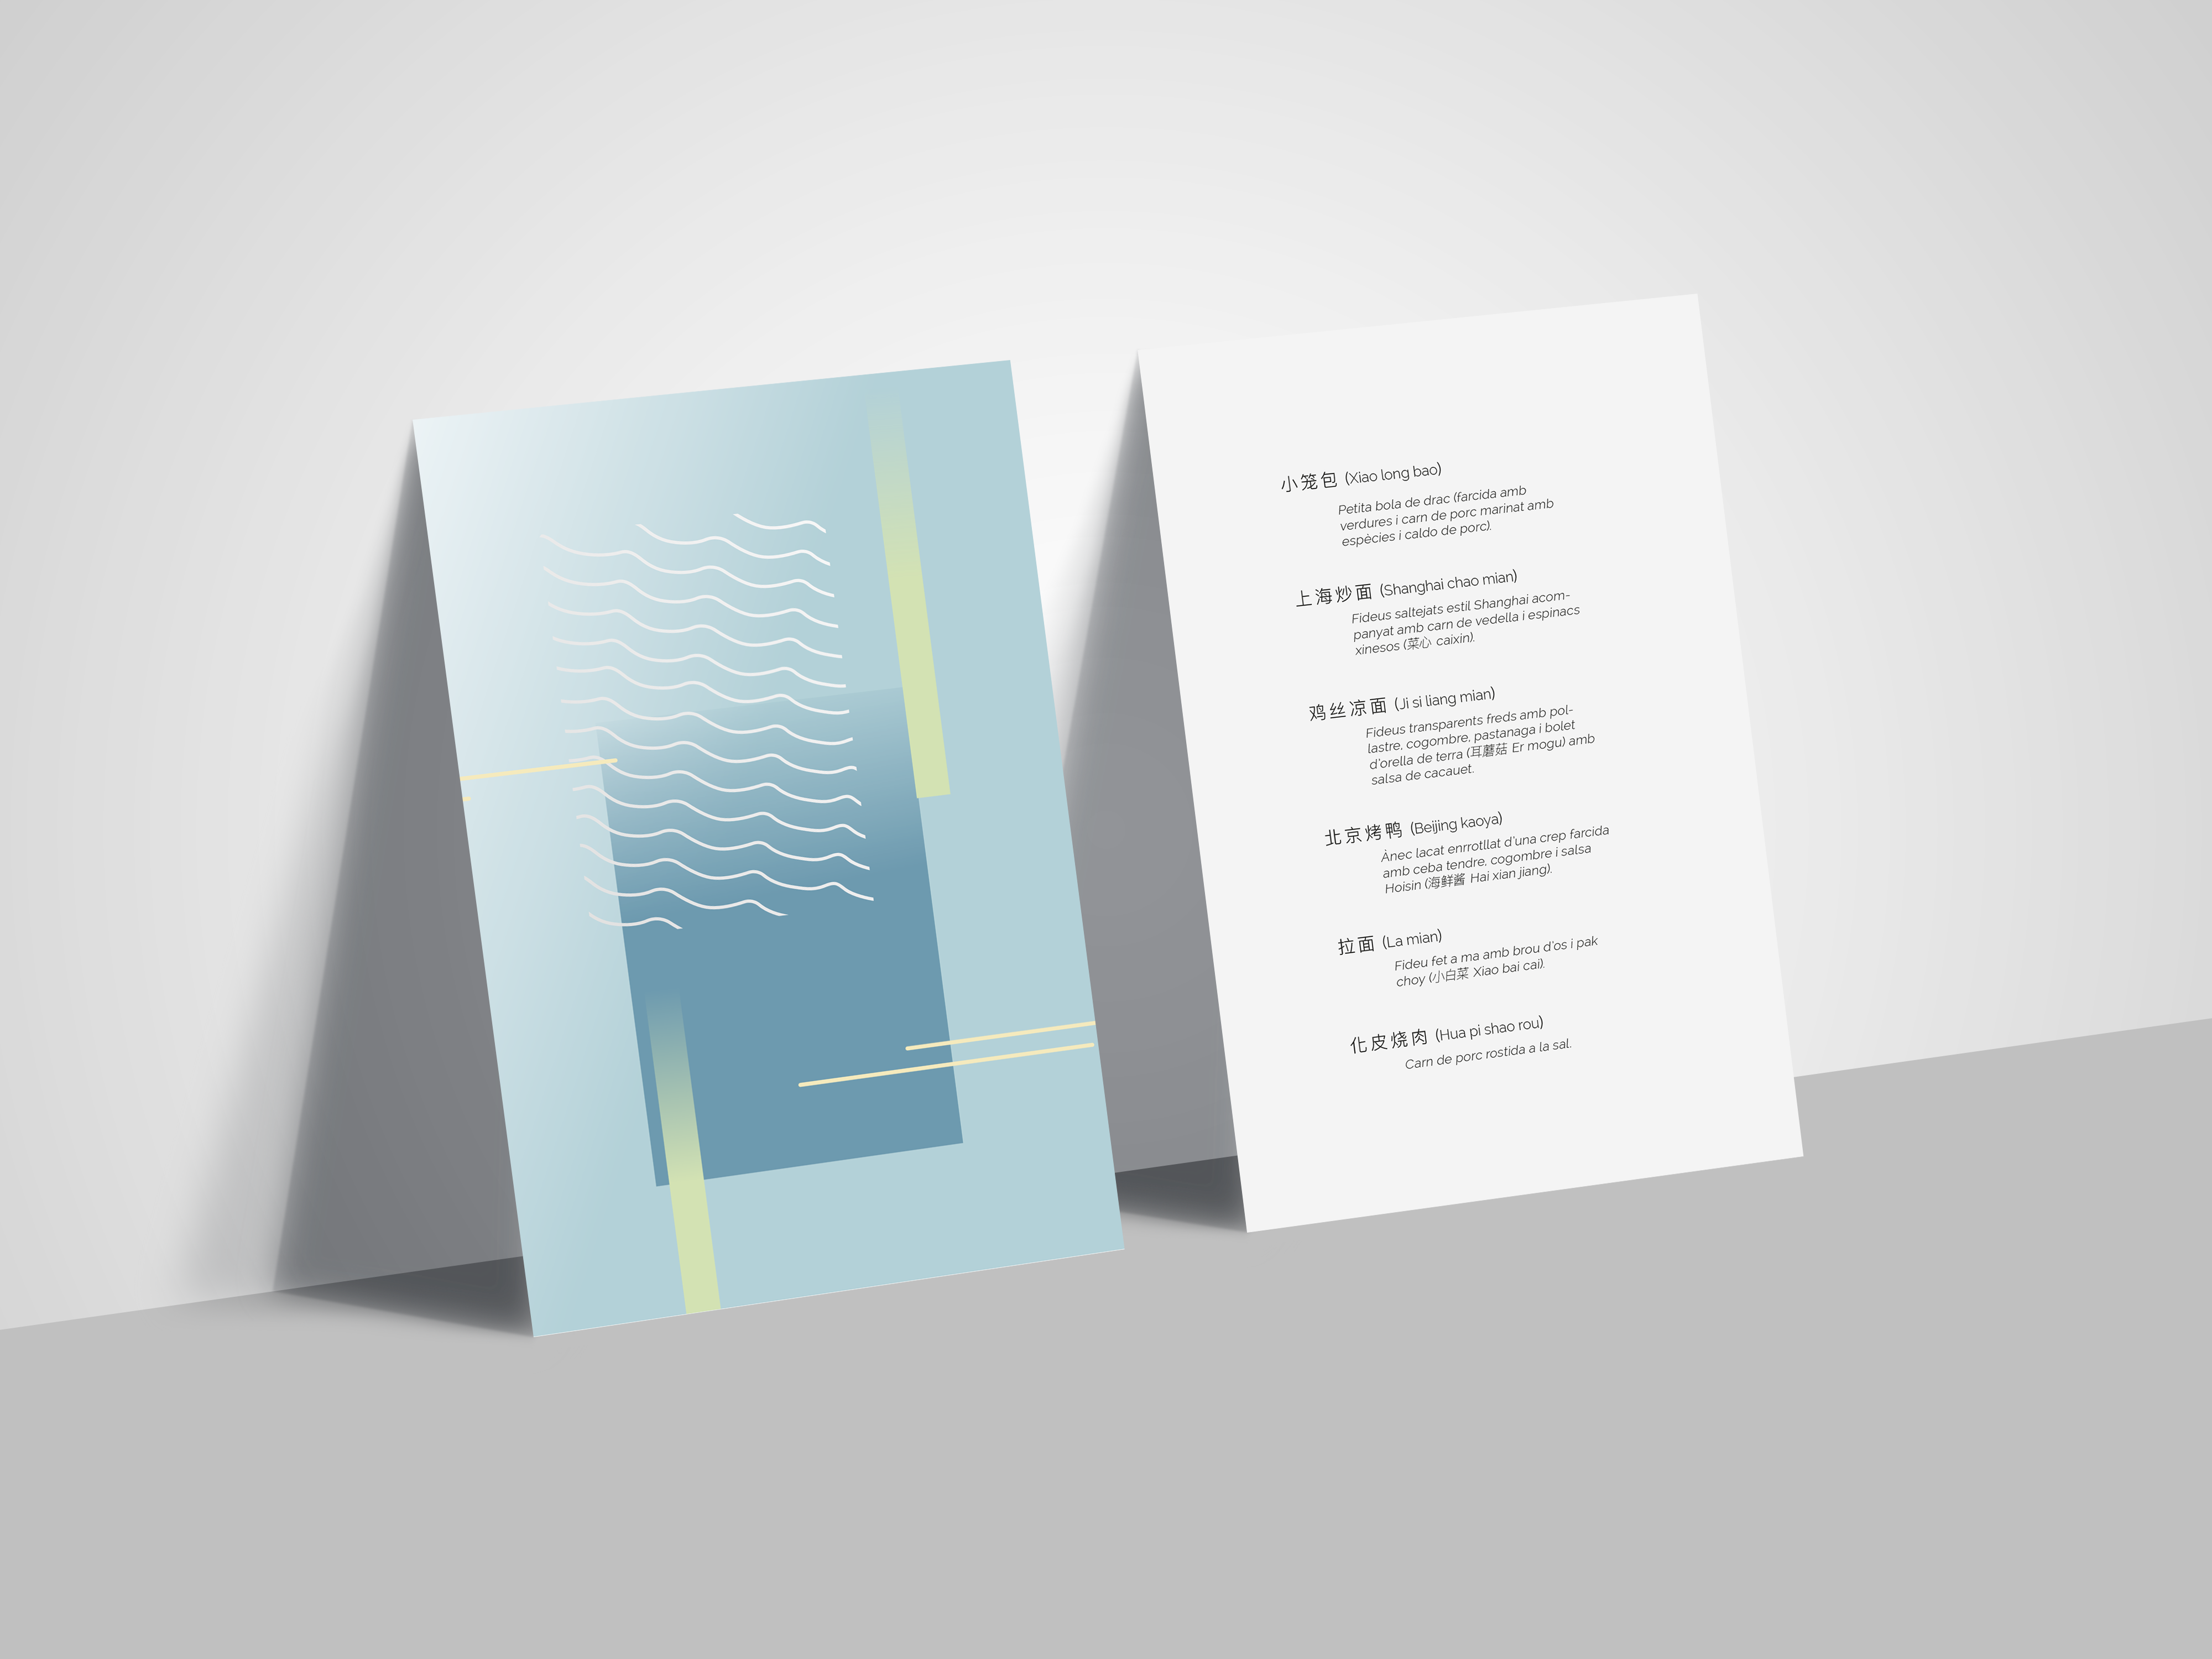 小笼包 (Xiao long bao)
Petita bola de drac (farcida amb
verdures i carn de porc marinat amb
espècies i caldo de porc).
上海炒面 (Shanghai chao mian)
Fideus saltejats estil Shanghai acom-
panyat amb carn de vedella i espinacs
xinesos (菜心 caixin).
鸡丝凉面 (Ji si liang mian)
Fideus transparents freds amb pol-
lastre, cogombre, pastanaga i bolet
d'orella de terra (耳蘑菇 Er mogu) amb
salsa de cacauet.
北京烤鸭 (Beijing kaoya)
Ànec lacat enrrotllat d'una crep farcida
amb ceba tendre, cogombre i salsa
Hoisin (海鲜酱 Hai xian jiang).
拉面 (La mian)
Fideu fet a ma amb brou d'os i pak
choy (小白菜 Xiao bai cai).
化皮烧肉 (Hua pi shao rou)
Carn de porc rostida a la sal.